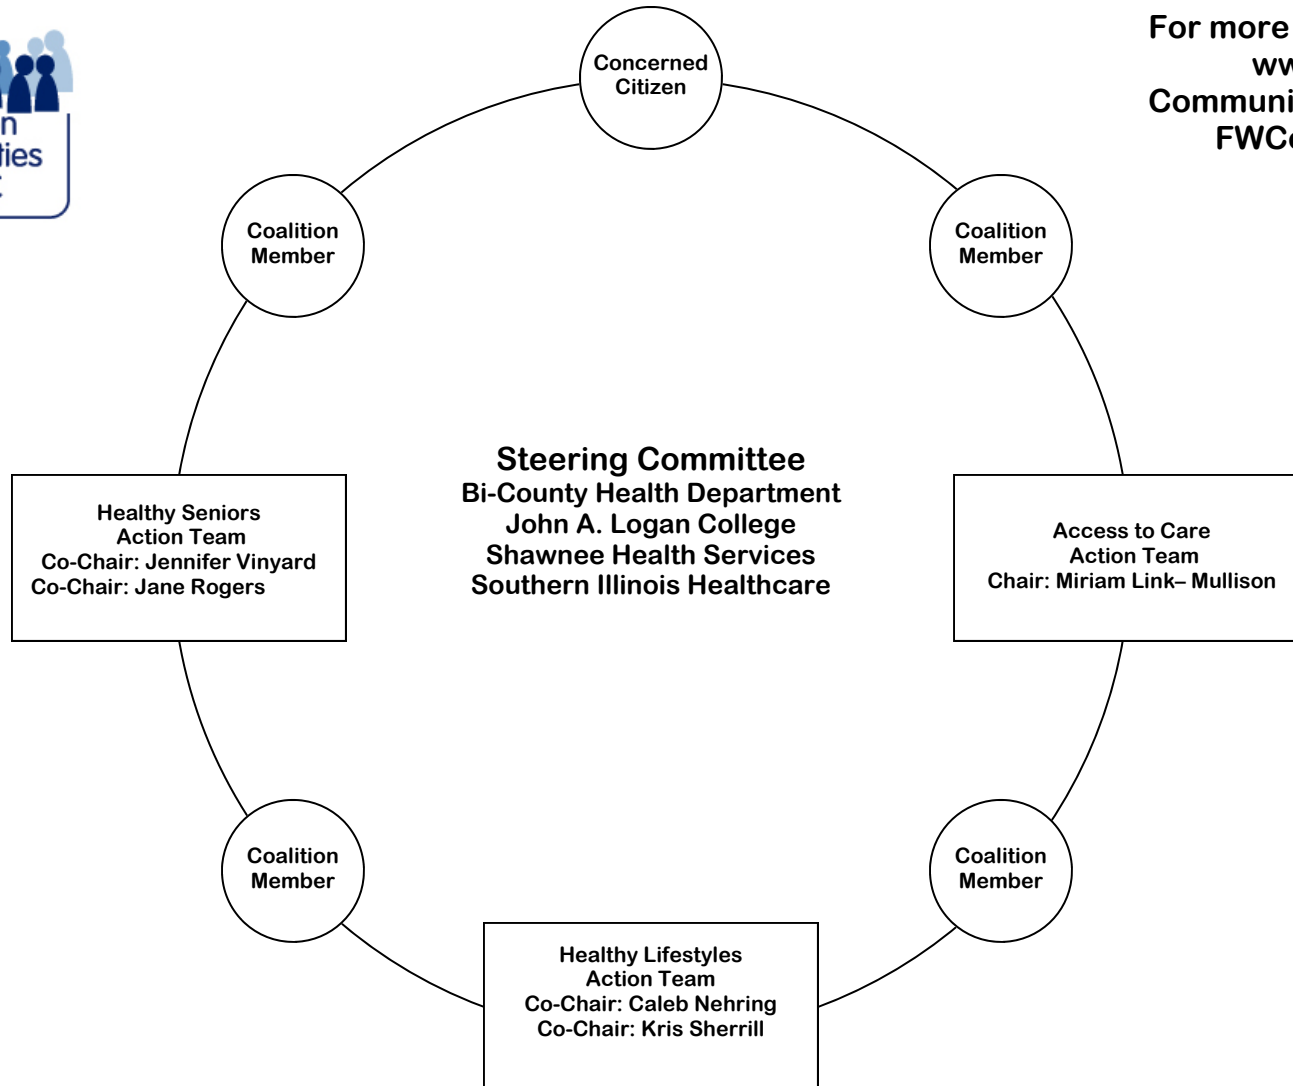 For more
Concerned
Citizen
ties
Coalition
Member
Coalition
Member
Steering Committee
Bi-County Health Department
John A. Logan College
Shawnee Health Services
Southern Illinois Healthcare
Healthy Seniors
Action Team
Co-Chair: Jennifer Vinyard
Co-Chair: Jane Rogers
Access to Care
Action Team
Chair: Miriam Link– Mullison
Coalition
Member
Coalition
Member
Healthy Lifestyles
Action Team
Co-Chair: Caleb Nehring
Co-Chair: Kris Sherrill